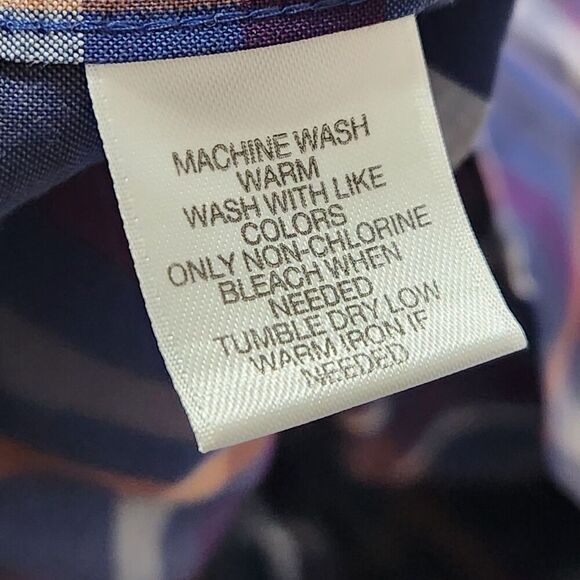 MACHINE WASH
WARM
WASH WITH LIKE
COLORS
ONLY NON-CHLORINE
BLEACH WHEN
NEEDED
TUMBLE DRY LOW
WARM IRON IF
NEEDED